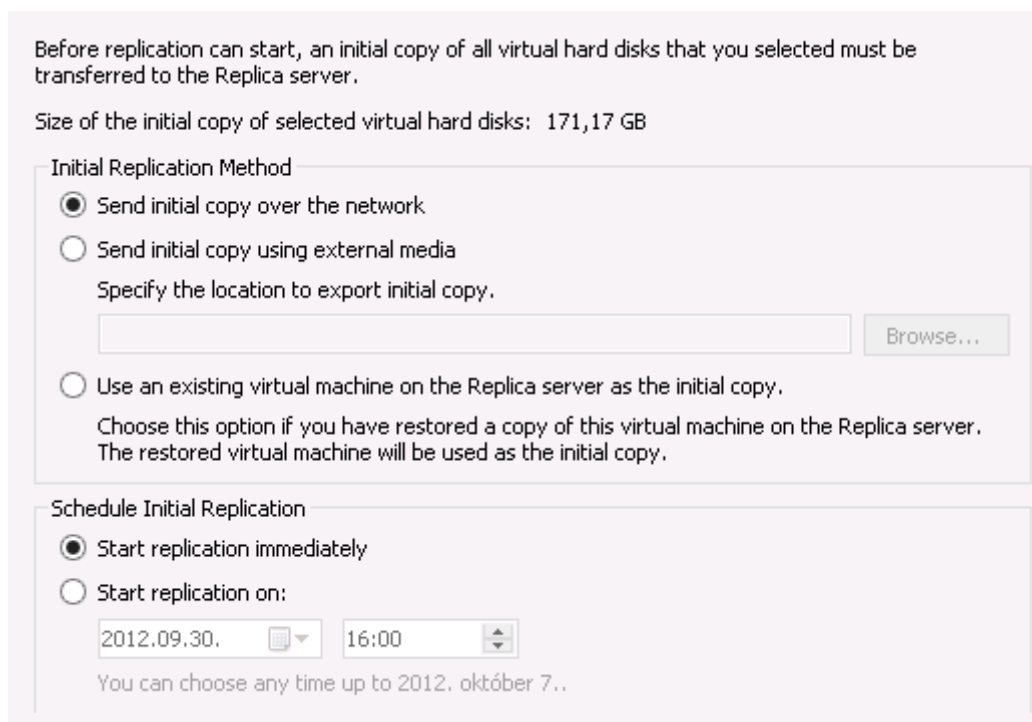 Before replication can start, an initial copy of all virtual hard disks that you selected must be
transferred to the Replica server.
Size of the initial copy of selected virtual hard disks: 171,17 GB
Initial Replication Method
Send initial copy over the network
Send initial copy using external media
Specify the location to export initial copy.
Browse...
Use an existing virtual machine on the Replica server as the initial copy.
Choose this option if you have restored a copy of this virtual machine on the Replica server.
The restored virtual machine will be used as the initial copy.
Schedule Initial Replication
Start replication immediately
Start replication on:
2012.09.30. 16:00
You can choose any time up to 2012. október 7..